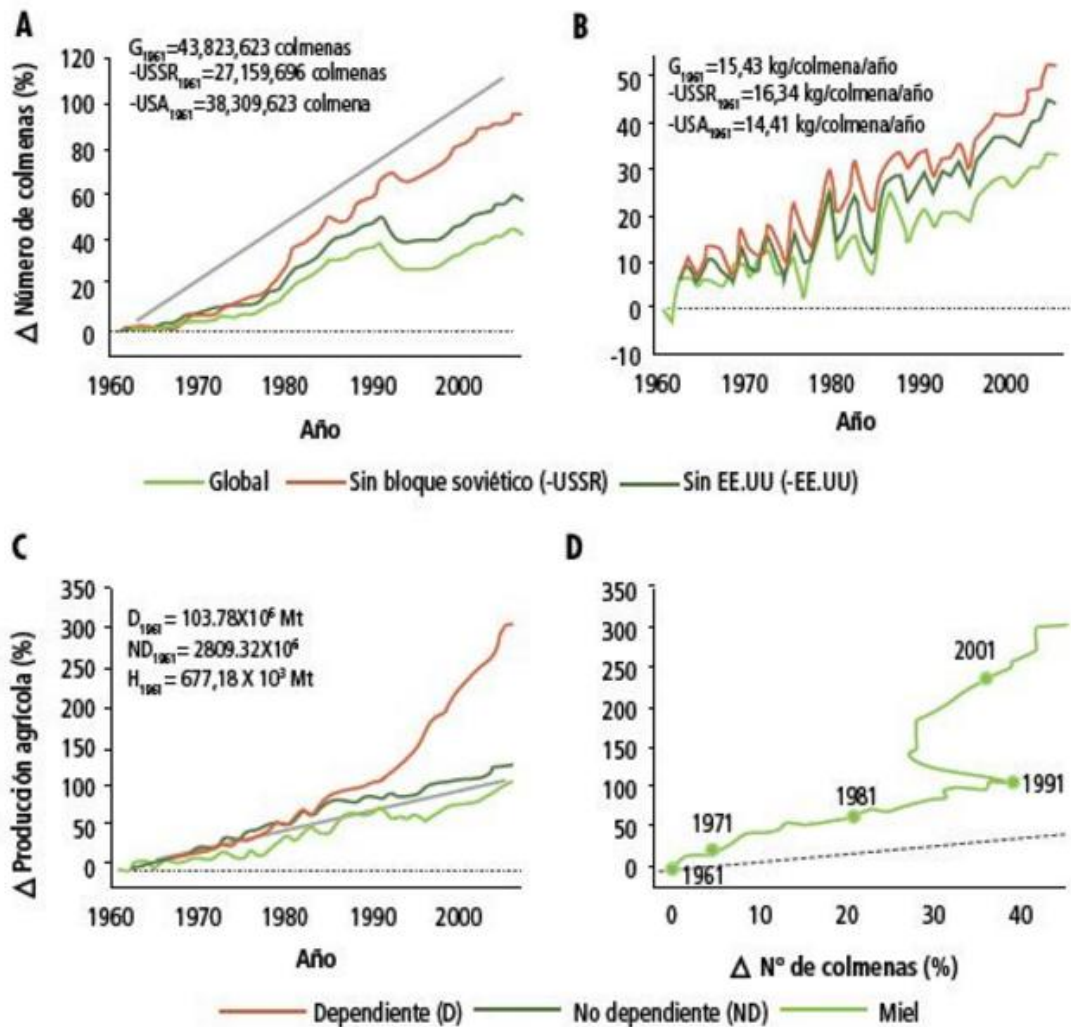 A
Δ Número de colmenas (%)
120
100
80
60
40
20
0
G1961=43,823,623 colmenas
-USSR1961=27,159,696 colmenas
-USA1961=38,309,623 colmena
1960 1970 1980 1990 2000
Año
B
50
40
30
20
10
0
-10
G1961=15,43 kg/colmena/año
-USSR1961=16,34 kg/colmena/año
-USA1961=14,41 kg/colmena/año
1960 1970 1980 1990 2000
Año
Global Sin bloque soviético (-USSR) Sin EE.UU (-EE.UU)
C
Δ Producción agrícola (%)
350
300
250
200
150
100
50
0
D1961= 103.78X10⁶ Mt
ND1961= 2809.32X10⁶
H1961= 677,18 X 10³ Mt
1960 1970 1980 1990 2000
Año
D
350
300
250
200
150
100
50
0
2001
1991
1981
1971
1961
0 10 20 30 40
Δ N° de colmenas (%)
Dependiente (D) No dependiente (ND) Miel